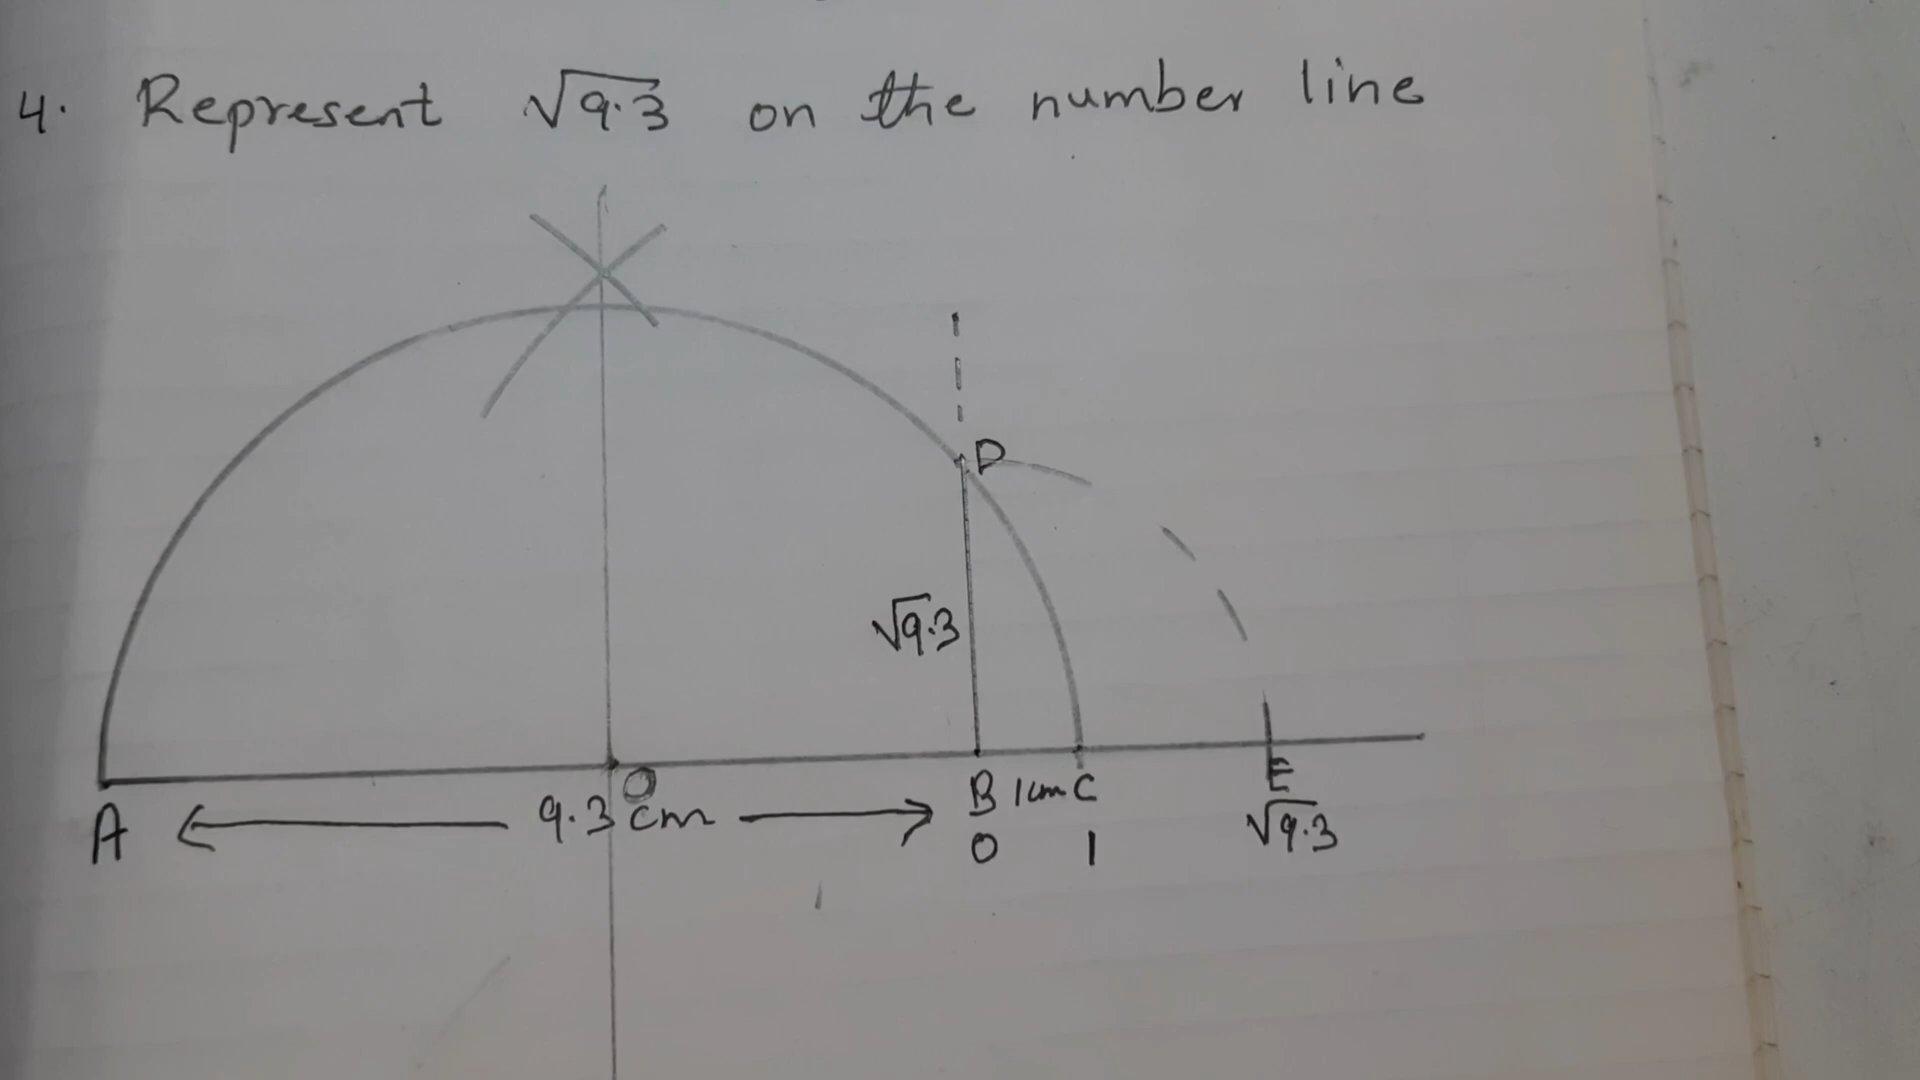 4. Represent √9.3 on the number line
D
√9.3
O
B 1cm C
E
A 9.3 cm
0 1
√9.3